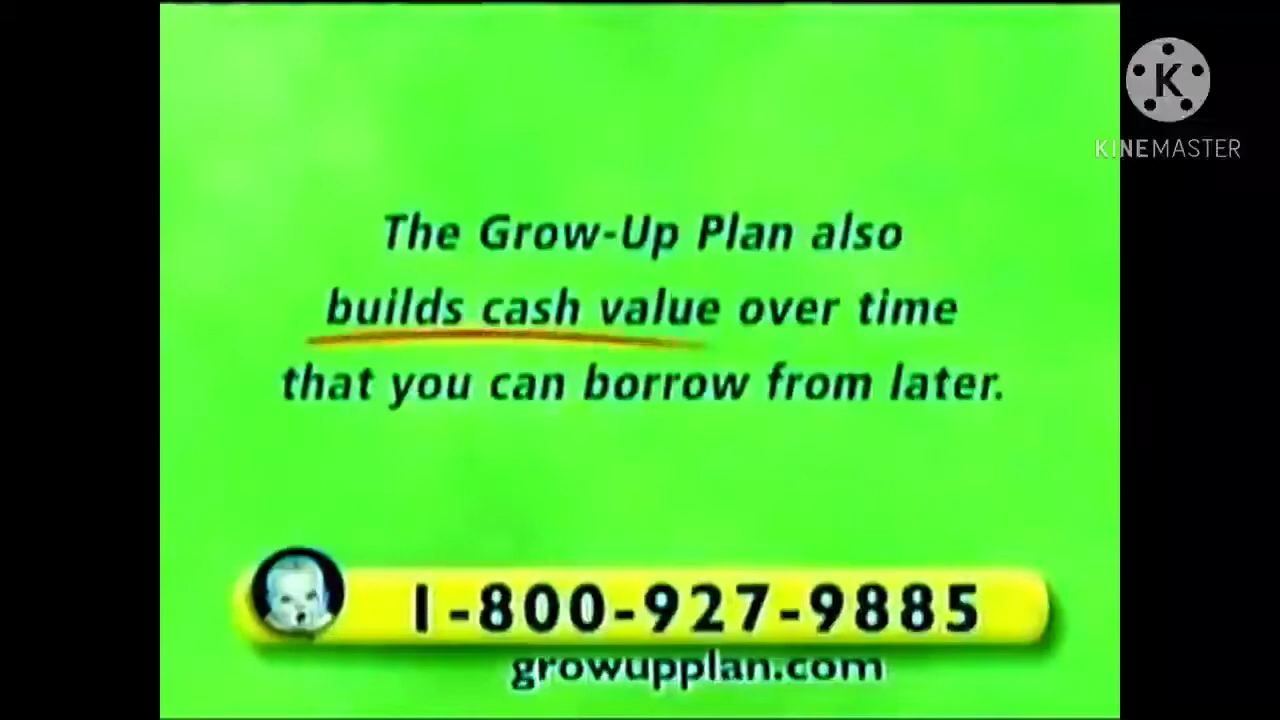 K
KINEMASTER
The Grow-Up Plan also
builds cash value over time
that you can borrow from later.
1-800-927-9885
growupplan.com